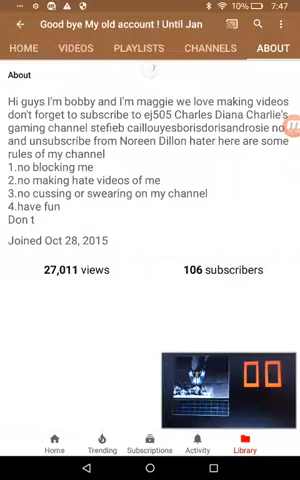 10% 7:47
Good bye My old account ! Until Jan
HOME VIDEOS PLAYLISTS CHANNELS ABOUT
About
Hi guys I'm bobby and I'm maggie we love making videos
don't forget to subscribe to ej505 Charles Diana Charlie's
gaming channel stefieb caillouyesborisdorisandrosie no
and unsubscribe from Noreen Dillon hater here are some
rules of my channel
1.no blocking me
2.no making hate videos of me
3.no cussing or swearing on my channel
4.have fun
Don t
Joined Oct 28, 2015
27,011 views 106 subscribers
Home Trending Subscriptions Activity Library